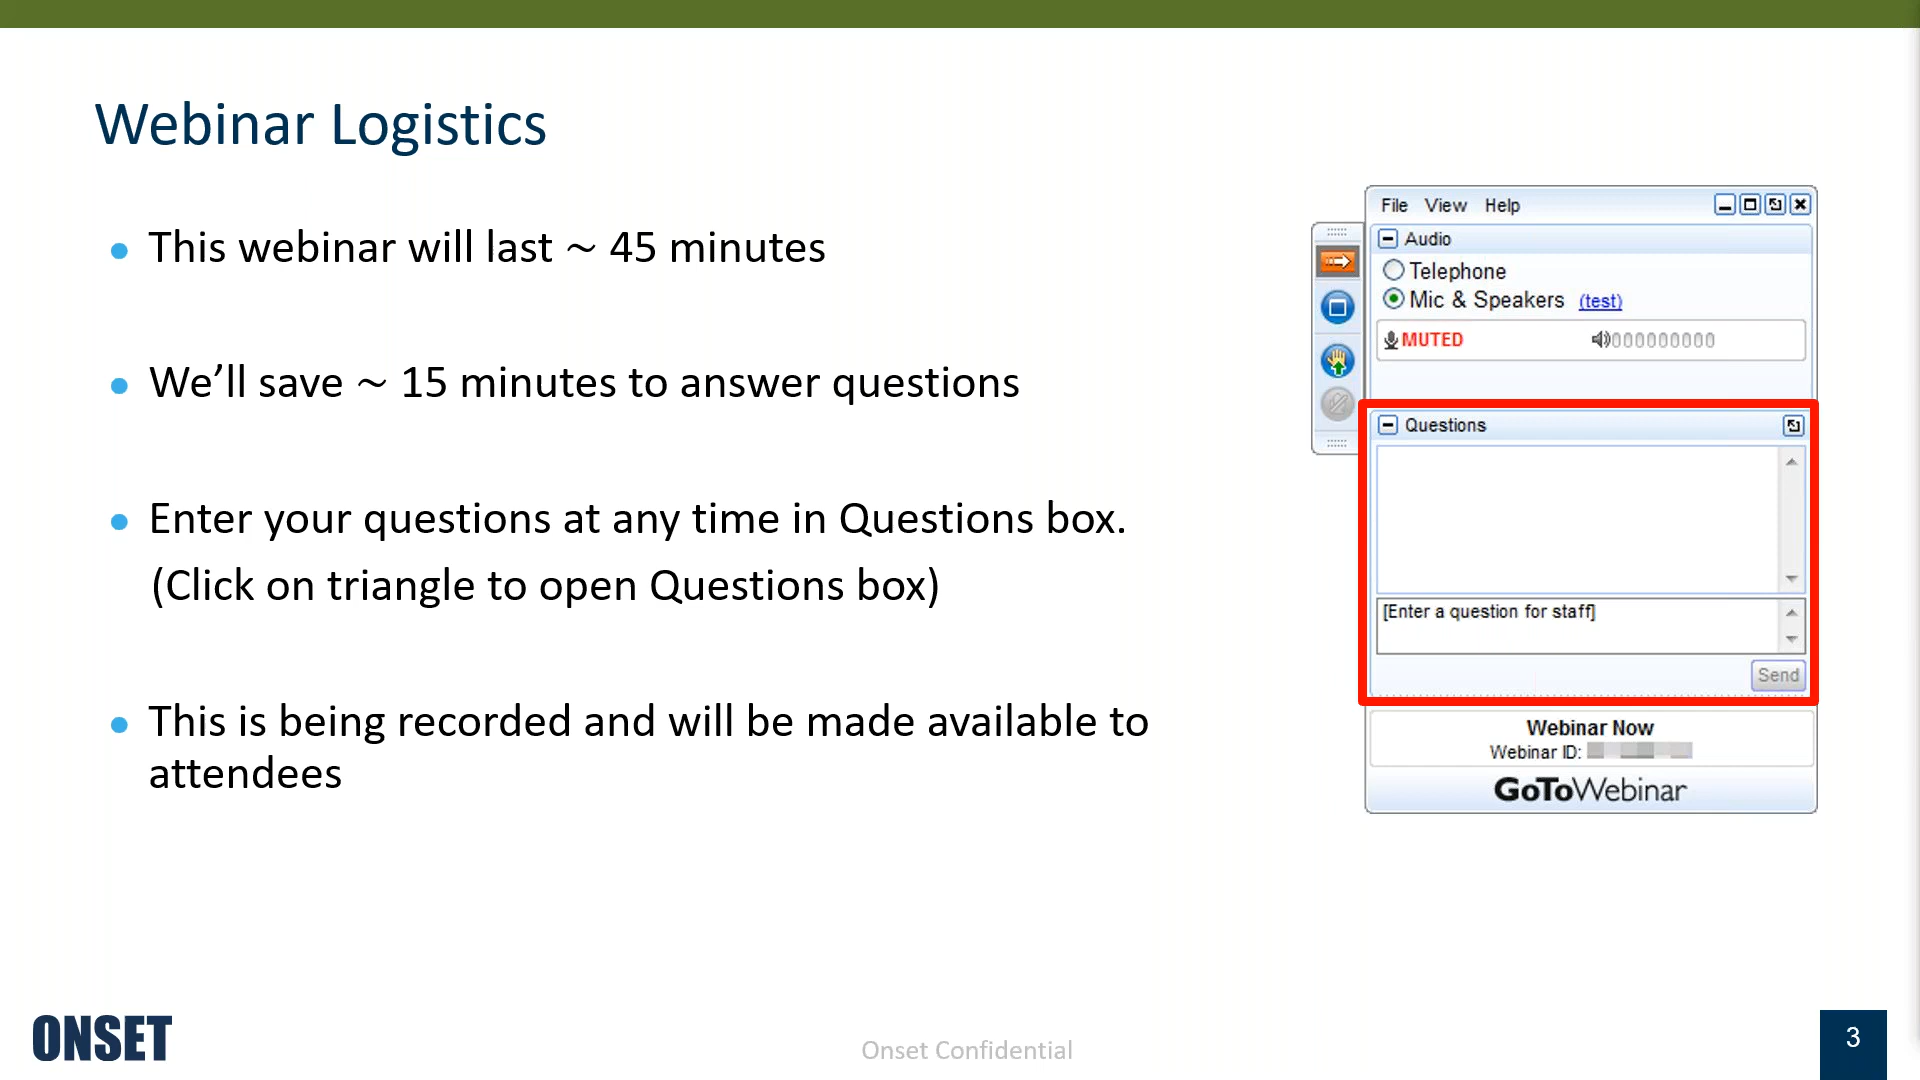 Webinar Logistics
This webinar will last ~ 45 minutes
We’ll save ~ 15 minutes to answer questions
Enter your questions at any time in Questions box.
(Click on triangle to open Questions box)
This is being recorded and will be made available to
attendees
File View Help
Audio
Telephone
Mic & Speakers (test)
MUTED 000000000
Questions
[Enter a question for staff]
Send
Webinar Now
Webinar ID:
GoToWebinar
ONSET
Onset Confidential
3